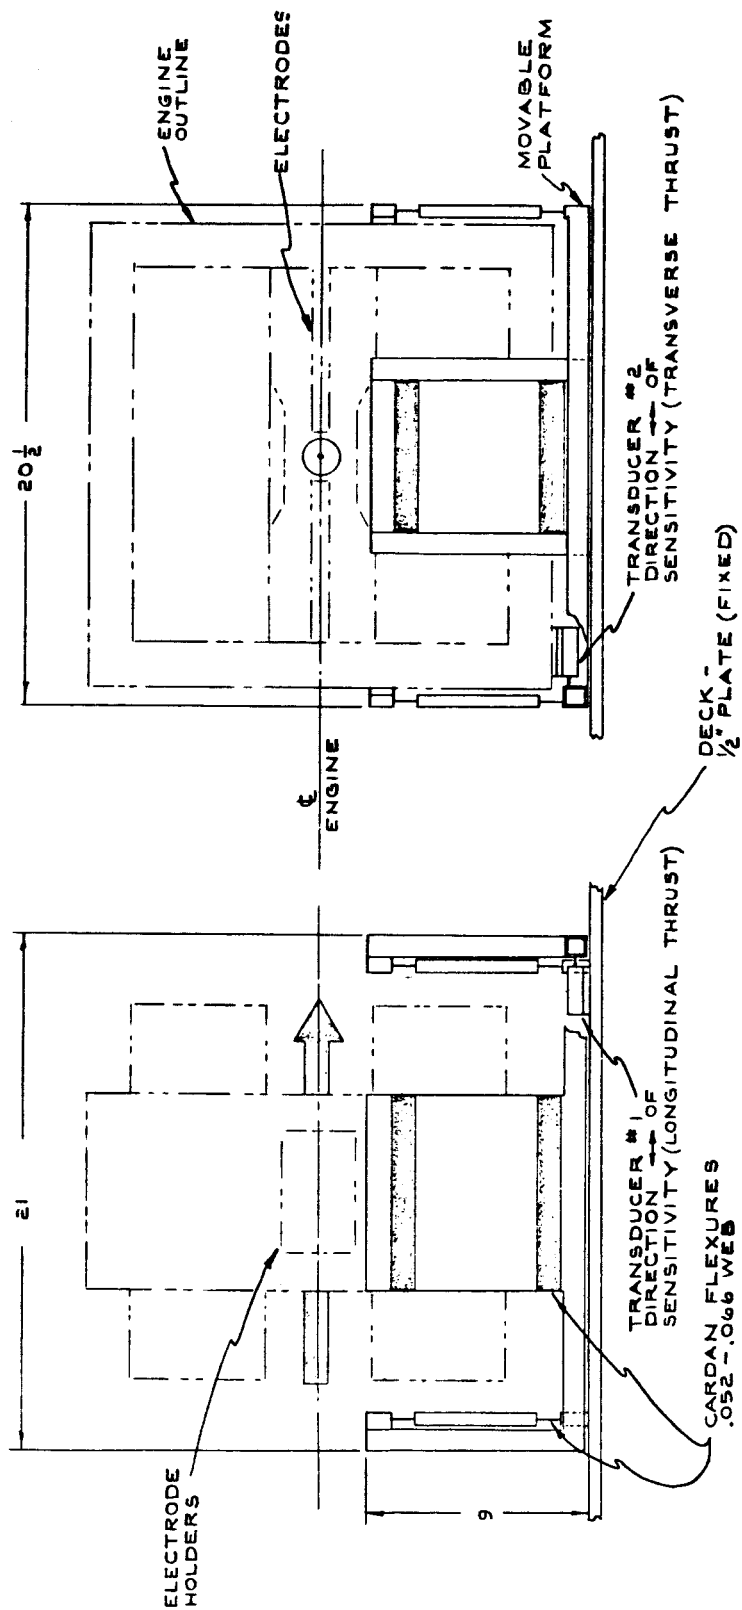 21
20 1/2
ENGINE
OUTLINE
ELECTRODES
ELECTRODE
HOLDERS
℄
ENGINE
9
MOVABLE
PLATFORM
TRANSDUCER #1
DIRECTION ↔ OF
SENSITIVITY (LONGITUDINAL THRUST)
TRANSDUCER #2
DIRECTION ↔ OF
SENSITIVITY (TRANSVERSE THRUST)
CARDAN FLEXURES
.052 - .066 WEB
DECK -
1/2" PLATE (FIXED)